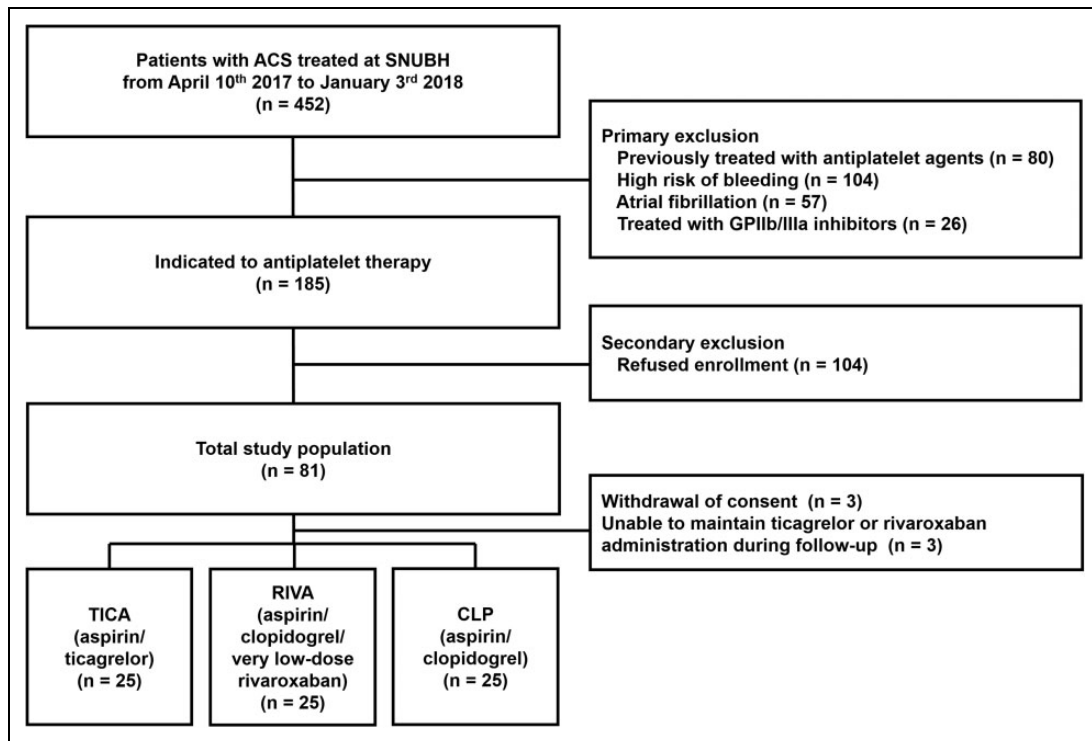 Patients with ACS treated at SNUBH
from April 10th 2017 to January 3rd 2018
(n = 452)
Primary exclusion
Previously treated with antiplatelet agents (n = 80)
High risk of bleeding (n = 104)
Atrial fibrillation (n = 57)
Treated with GPIIb/IIIa inhibitors (n = 26)
Indicated to antiplatelet therapy
(n = 185)
Secondary exclusion
Refused enrollment (n = 104)
Total study population
(n = 81)
Withdrawal of consent (n = 3)
Unable to maintain ticagrelor or rivaroxaban
administration during follow-up (n = 3)
TICA
(aspirin/
ticagrelor)
(n = 25)
RIVA
(aspirin/
clopidogrel/
very low-dose
rivaroxaban)
(n = 25)
CLP
(aspirin/
clopidogrel)
(n = 25)